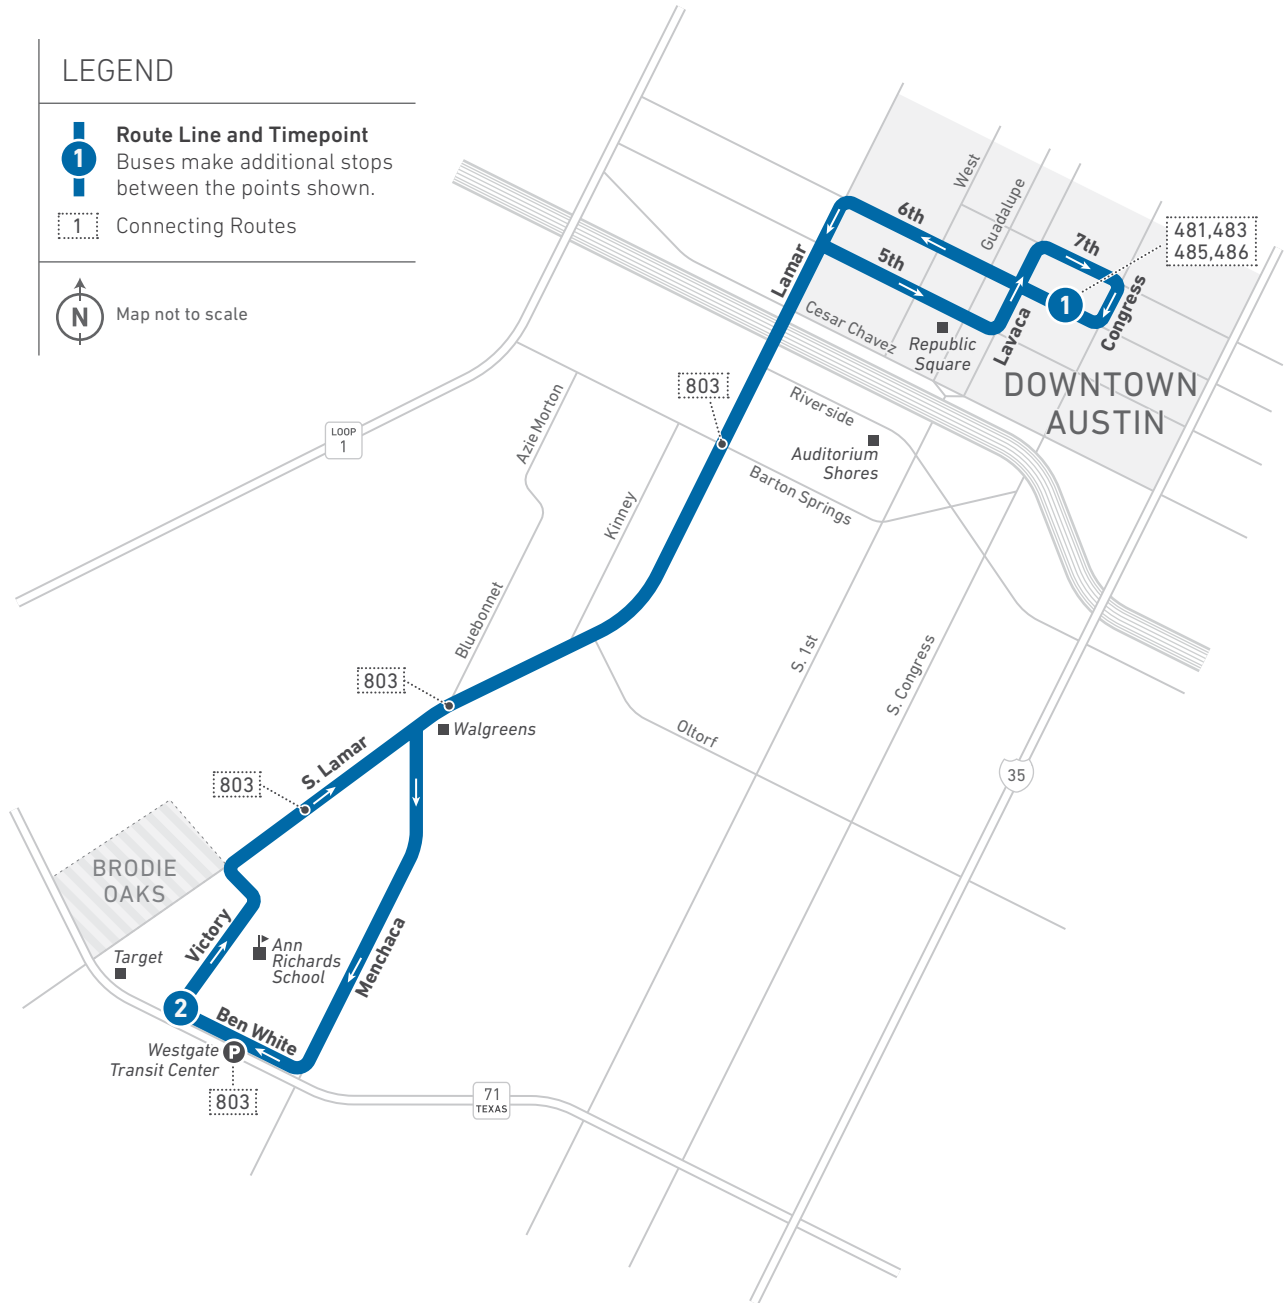 LEGEND
1
Route Line and Timepoint
Buses make additional stops
between the points shown.
1
Connecting Routes
N
Map not to scale
West
Guadalupe
6th
7th
481,483
485,486
5th
1
Lamar
Congress
Lavaca
Cesar Chavez
Republic
Square
DOWNTOWN
AUSTIN
803
Riverside
Azie Morton
LOOP
1
Auditorium
Shores
Barton Springs
Kinney
Bluebonnet
S. 1st
S. Congress
803
Walgreens
Oltorf
S. Lamar
803
35
BRODIE
OAKS
Victory
Ann
Richards
School
Menchaca
Target
2
Ben White
Westgate
Transit Center
P
803
71
TEXAS